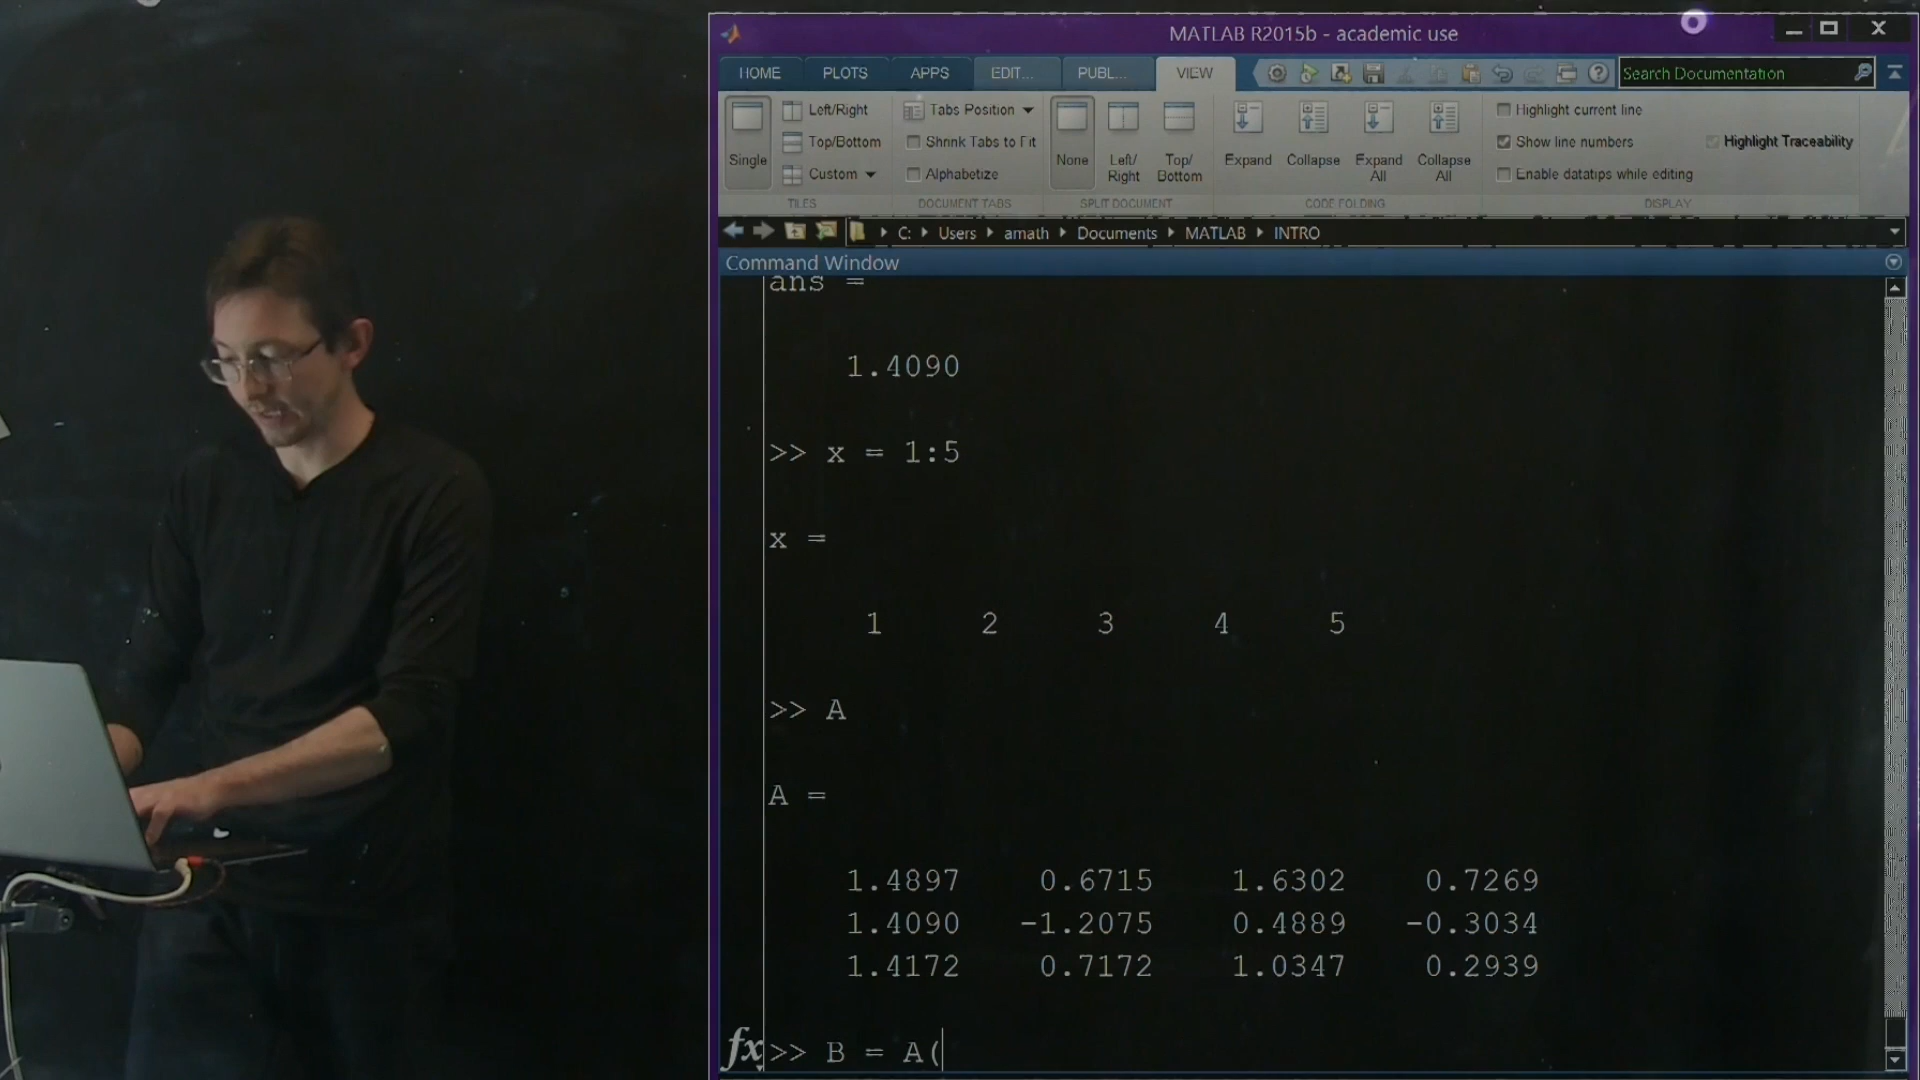 MATLAB R2015b - academic use
HOME PLOTS APPS EDIT... PUBL... VIEW Search Documentation
Left/Right Tabs Position Highlight current line
Top/Bottom Shrink Tabs to Fit Show line numbers Highlight Traceability
Single None Left/Right Top/Bottom Expand Collapse Expand All Collapse All
Custom Alphabetize Enable datatips while editing
TILES DOCUMENT TABS SPLIT DOCUMENT CODE FOLDING DISPLAY
C: Users amath Documents MATLAB INTRO
Command Window
ans =
1.4090
>> x = 1:5
x =
1 2 3 4 5
>> A
A =
1.4897 0.6715 1.6302 0.7269
1.4090 -1.2075 0.4889 -0.3034
1.4172 0.7172 1.0347 0.2939
fx >> B = A(